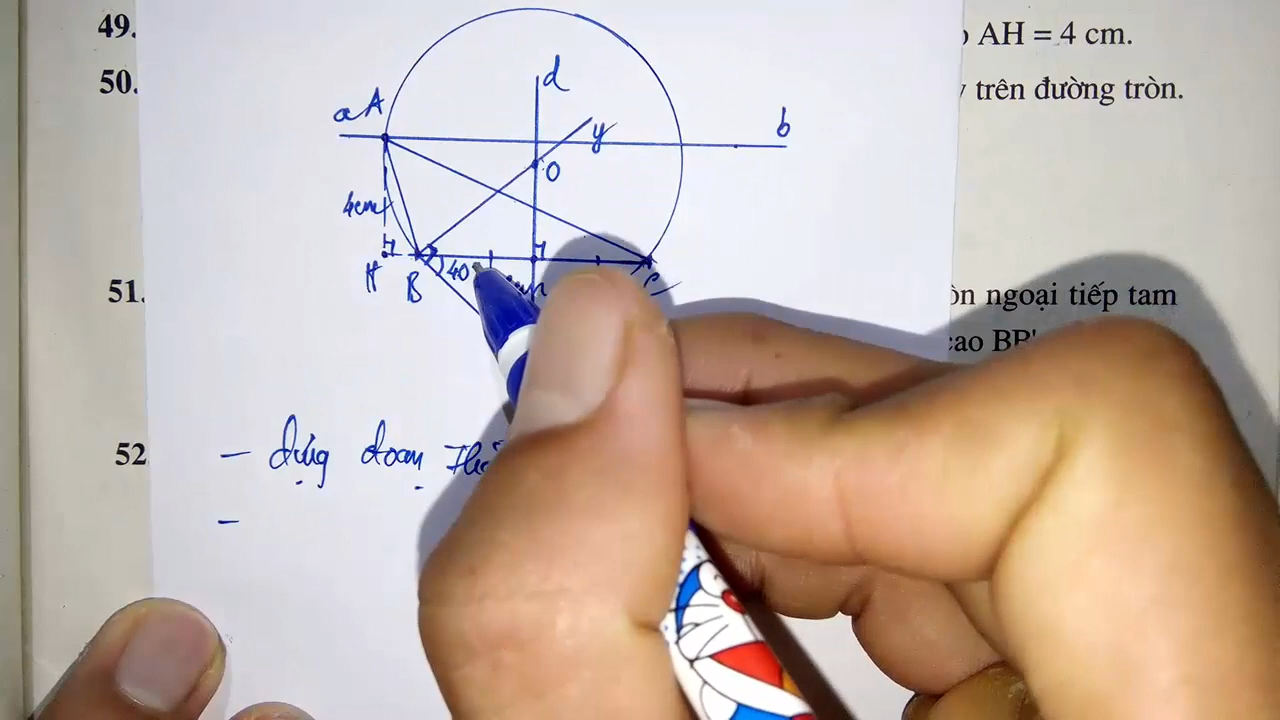 49.
AH = 4 cm.
50.
trên đường tròn.
d
a A
b
y
O
4cm
H
B
40
C
51.
òn ngoại tiếp tam
cao BB'
52
- dựng đoạn
-